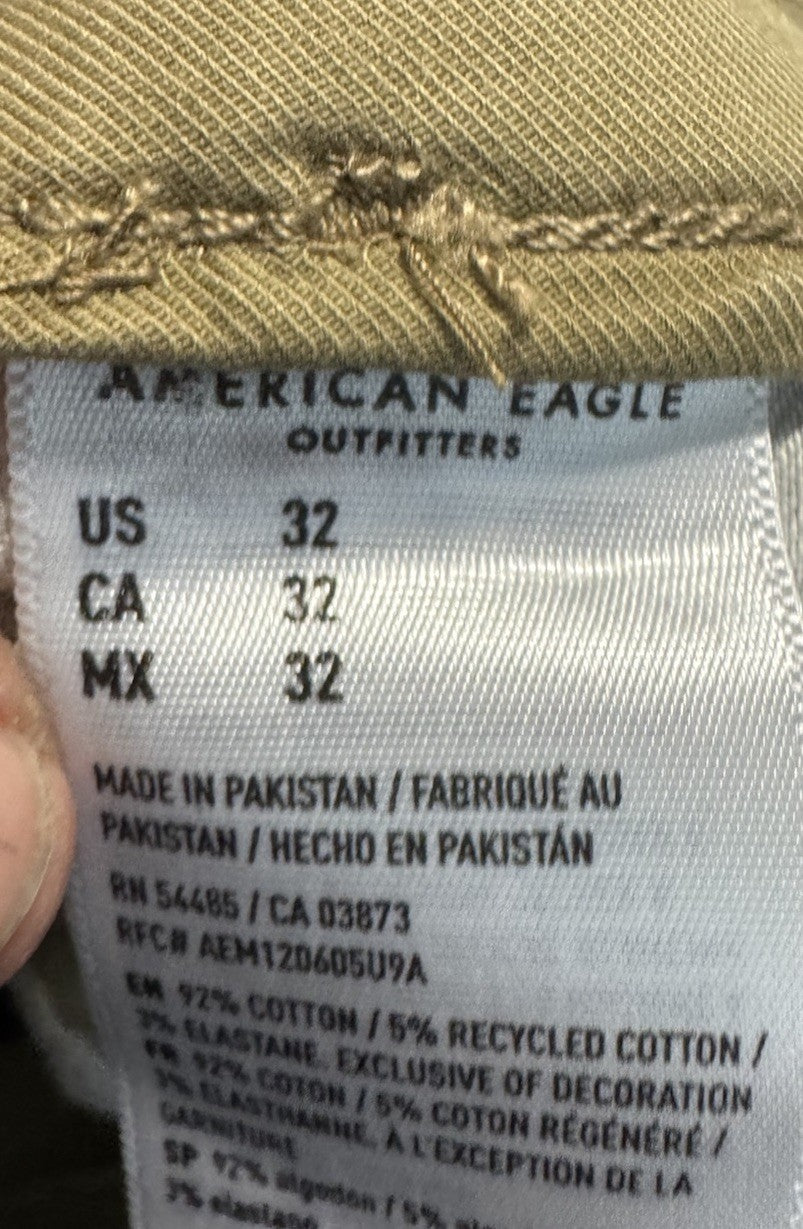 AMERICAN EAGLE
OUTFITTERS
US 32
CA 32
MX 32
MADE IN PAKISTAN / FABRIQUÉ AU
PAKISTAN / HECHO EN PAKISTÁN
RN 54485 / CA 03873
RFC# AEM120605U9A
EN 92% COTTON / 5% RECYCLED COTTON /
3% ELASTANE. EXCLUSIVE OF DECORATION
FR 92% COTON / 5% COTON RÉGÉNÉRÉ /
3% ÉLASTHANNE. À L'EXCEPTION DE LA
GARNITURE
SP 92% algodon / 5%
3% elastano